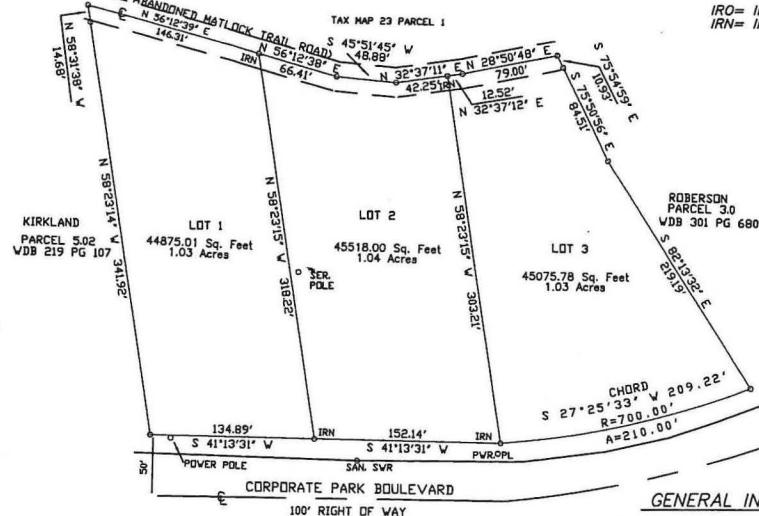 ABANDONED MATLOCK TRAIL ROAD)
TAX MAP 23 PARCEL 1
IRO=
IRN=
N 56°12'39" E
146.31'
N 58°31'38" W
14.68'
IRN
N 56°12'38" E
66.41'
S 45°51'45" W
48.88'
N 32°37'11" E
42.25'
IRN
N 28°50'48" E
79.00'
12.52'
N 32°37'12" E
S 75°54'59" E
10.93'
S 75°50'56" E
84.51'
KIRKLAND
PARCEL 5.02
WDB 219 PG 107
N 58°23'14" W 341.92'
LOT 1
44875.01 Sq. Feet
1.03 Acres
N 58°23'15" W 318.22'
LOT 2
45518.00 Sq. Feet
1.04 Acres
SER.
POLE
N 58°23'15" W 303.21'
LOT 3
45075.78 Sq. Feet
1.03 Acres
ROBERSON
PARCEL 3.0
WDB 301 PG 680
S 82°13'32" E
219.19'
CHORD
S 27°25'33" W 209.22'
R=700.00'
A=210.00'
134.89'
S 41°13'31" W
IRN
152.14'
S 41°13'31" W
IRN
PWR.OPL
50'
POWER POLE
SAN. SWR
CORPORATE PARK BOULEVARD
100' RIGHT OF WAY
GENERAL IN